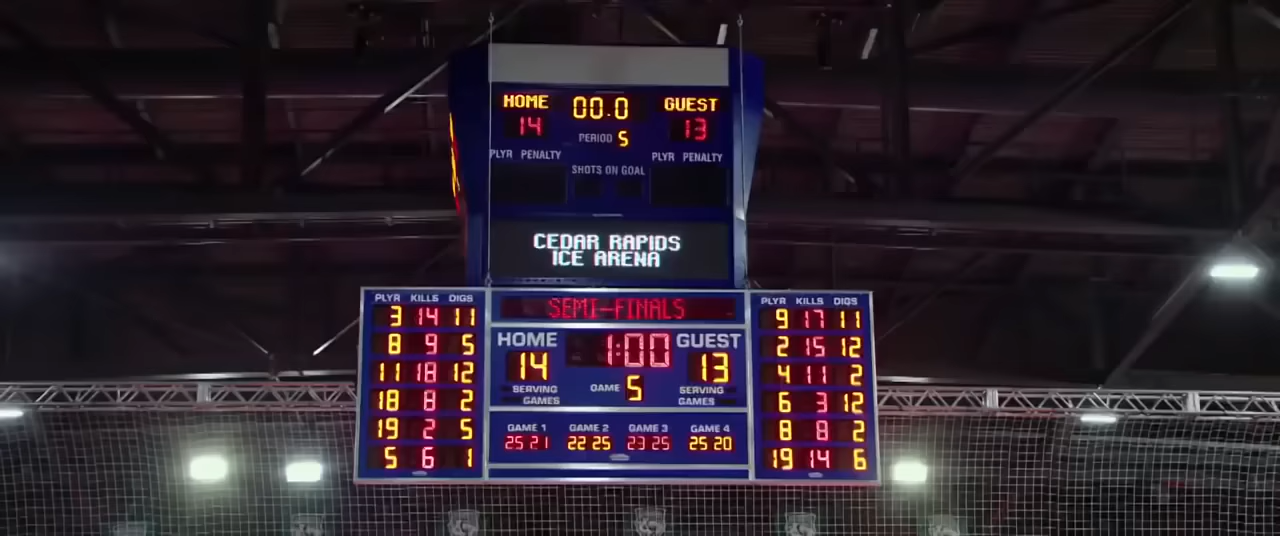 HOME 00.0 GUEST
14 PERIOD 5 13
PLYR PENALTY PLYR PENALTY
SHOTS ON GOAL
CEDAR RAPIDS
ICE ARENA
PLYR KILLS DIGS
3 14 11
8 9 5
11 18 12
18 8 2
19 2 5
5 6 1
SEMI-FINALS
HOME 1:00 GUEST
14 GAME 5 13
SERVING SERVING
GAMES GAMES
GAME 1 GAME 2 GAME 3 GAME 4
25 21 22 25 23 25 25 20
PLYR KILLS DIGS
9 17 11
2 15 12
4 11 2
6 3 12
8 8 2
19 14 6